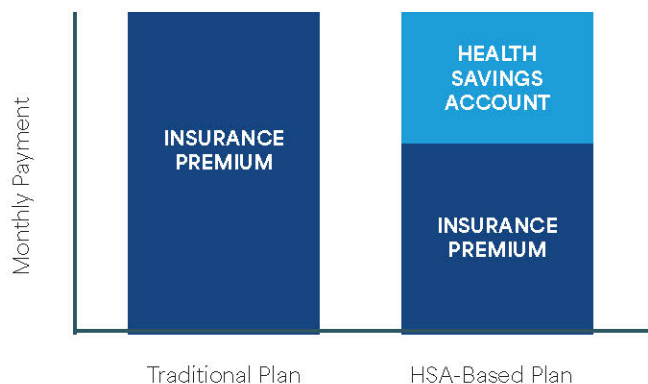 Monthly Payment
INSURANCE
PREMIUM
HEALTH
SAVINGS
ACCOUNT
INSURANCE
PREMIUM
Traditional Plan
HSA-Based Plan